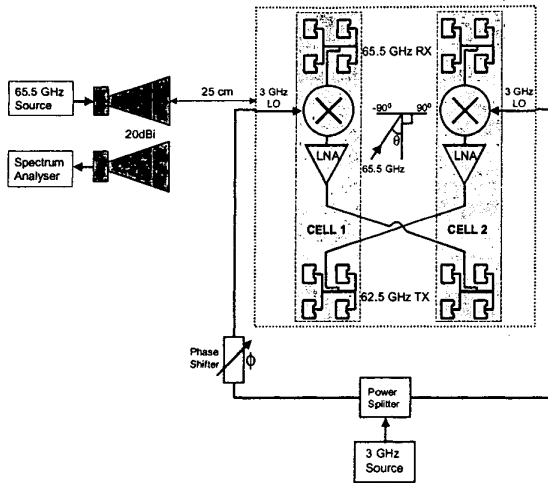 65.5 GHz RX
65.5 GHz
Source
25 cm
3 GHz
LO
3 GHz
LO
-90º
90º
θ
20dBi
LNA
LNA
65.5 GHz
Spectrum
Analyser
CELL 1
CELL 2
62.5 GHz TX
Phase
Shifter
ϕ
Power
Splitter
3 GHz
Source